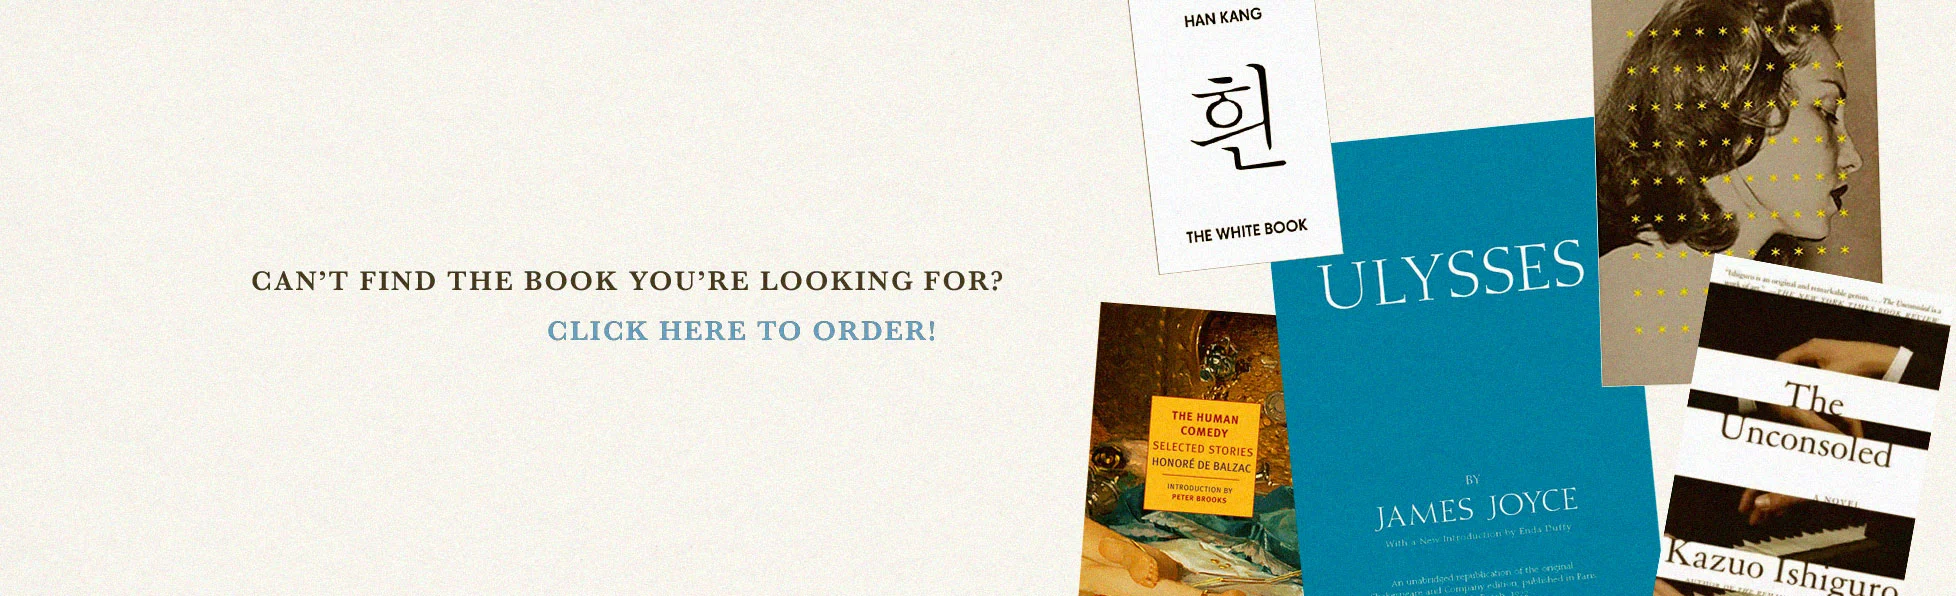 CAN'T FIND THE BOOK YOU'RE LOOKING FOR?
CLICK HERE TO ORDER!
HAN KANG
흰
THE WHITE BOOK
ULYSSES
BY
JAMES JOYCE
With a New Introduction by Enda Duffy
An unabridged republication of the original
Shakespeare and Company edition, published in Paris
THE HUMAN
COMEDY
SELECTED STORIES
HONORÉ DE BALZAC
INTRODUCTION BY
PETER BROOKS
"Ishiguro is an original and remarkable genius. . . . The Unconsoled is a
work of art." —THE NEW YORK TIMES BOOK REVIEW
The
Unconsoled
A NOVEL
Kazuo Ishiguro
AUTHOR OF THE